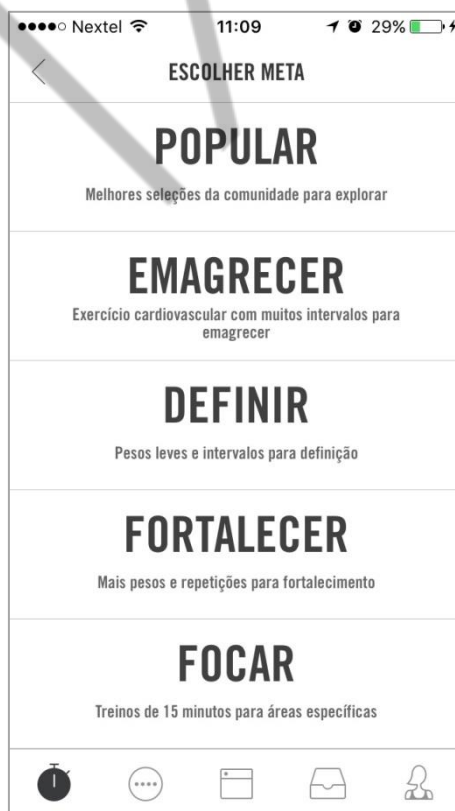 Nextel 11:09 29%
ESCOLHER META
POPULAR
Melhores seleções da comunidade para explorar
EMAGRECER
Exercício cardiovascular com muitos intervalos para
emagrecer
DEFINIR
Pesos leves e intervalos para definição
FORTALECER
Mais pesos e repetições para fortalecimento
FOCAR
Treinos de 15 minutos para áreas específicas